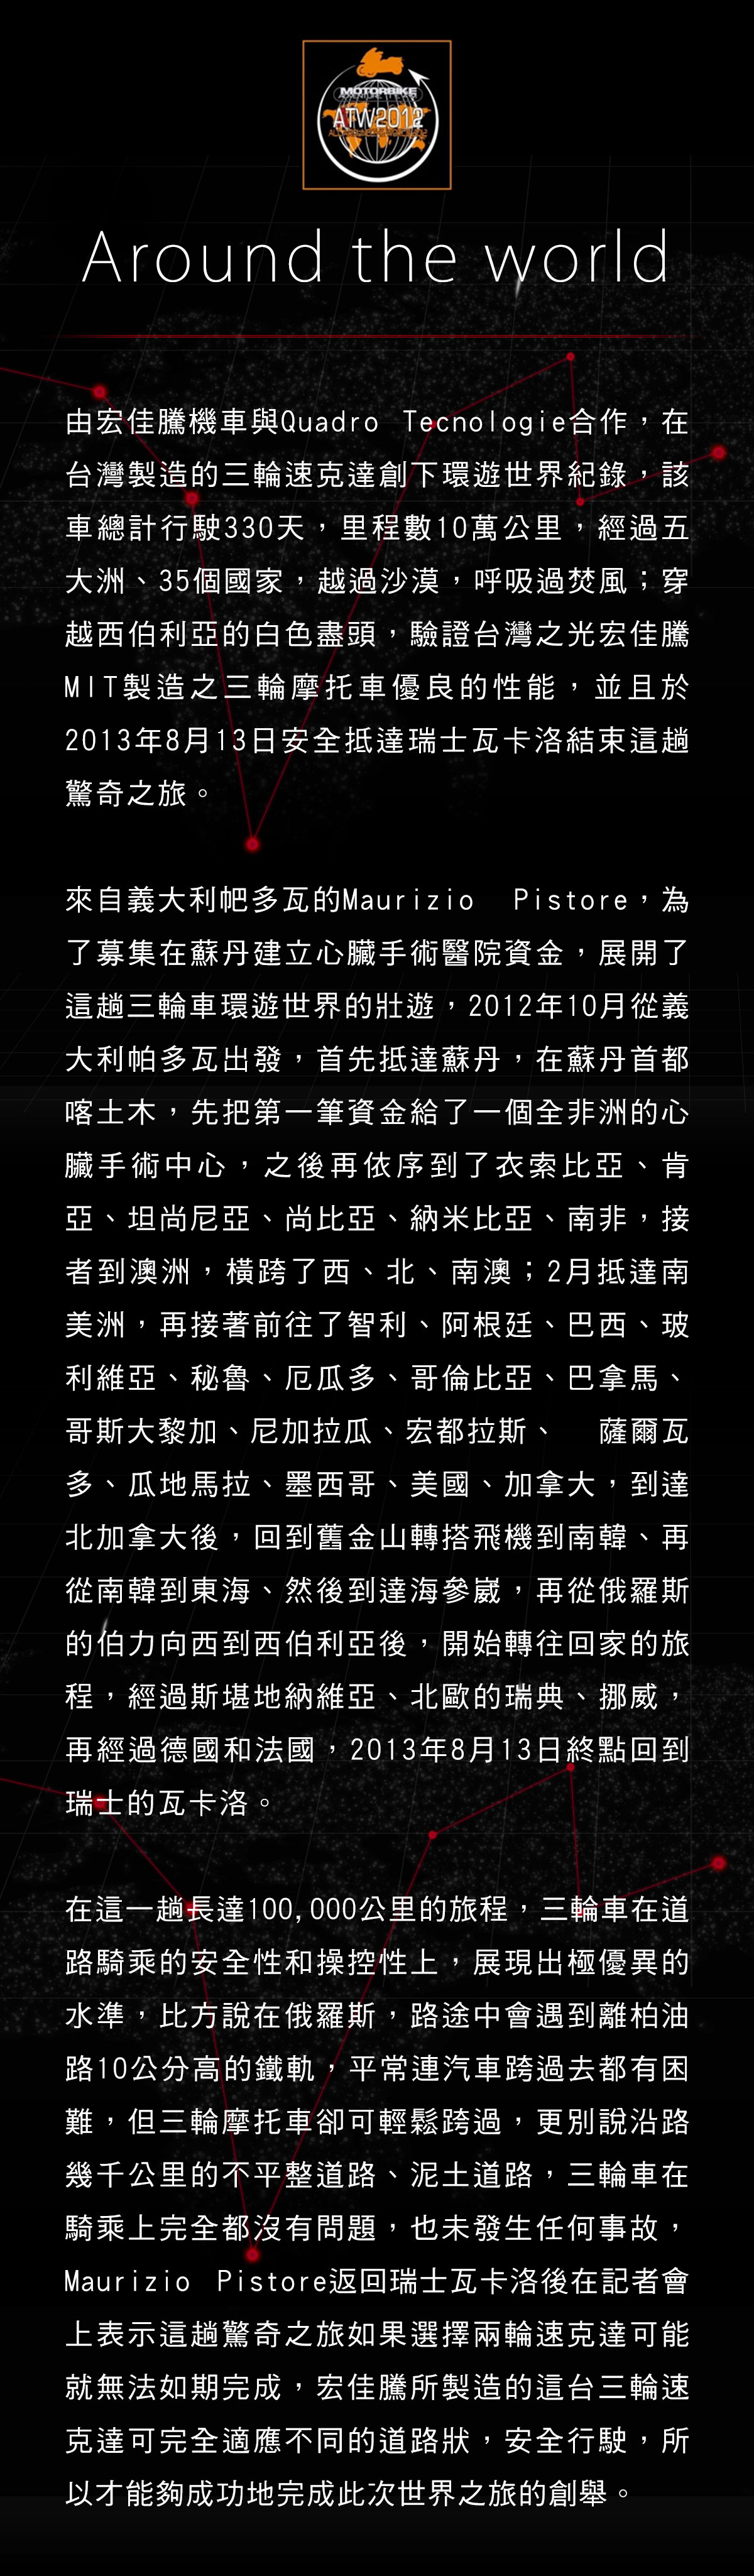 MOTORBIKE
ATW2012
Around the world
由宏佳騰機車與Quadro Tecnologie合作，在
台灣製造的三輪速克達創下環遊世界紀錄，該
車總計行駛330天，里程數10萬公里，經過五
大洲、35個國家，越過沙漠，呼吸過焚風；穿
越西伯利亞的白色盡頭，驗證台灣之光宏佳騰
MIT製造之三輪摩托車優良的性能，並且於
2013年8月13日安全抵達瑞士瓦卡洛結束這趟
驚奇之旅。
來自義大利帊多瓦的Maurizio Pistore，為
了募集在蘇丹建立心臟手術醫院資金，展開了
這趟三輪車環遊世界的壯遊，2012年10月從義
大利帕多瓦出發，首先抵達蘇丹，在蘇丹首都
喀土木，先把第一筆資金給了一個全非洲的心
臟手術中心，之後再依序到了衣索比亞、肯
亞、坦尚尼亞、尚比亞、納米比亞、南非，接
者到澳洲，橫跨了西、北、南澳；2月抵達南
美洲，再接著前往了智利、阿根廷、巴西、玻
利維亞、秘魯、厄瓜多、哥倫比亞、巴拿馬、
哥斯大黎加、尼加拉瓜、宏都拉斯、 薩爾瓦
多、瓜地馬拉、墨西哥、美國、加拿大，到達
北加拿大後，回到舊金山轉搭飛機到南韓、再
從南韓到東海、然後到達海參崴，再從俄羅斯
的伯力向西到西伯利亞後，開始轉往回家的旅
程，經過斯堪地納維亞、北歐的瑞典、挪威，
再經過德國和法國，2013年8月13日終點回到
瑞士的瓦卡洛。
在這一趟長達100,000公里的旅程，三輪車在道
路騎乘的安全性和操控性上，展現出極優異的
水準，比方說在俄羅斯，路途中會遇到離柏油
路10公分高的鐵軌，平常連汽車跨過去都有困
難，但三輪摩托車卻可輕鬆跨過，更別說沿路
幾千公里的不平整道路、泥土道路，三輪車在
騎乘上完全都沒有問題，也未發生任何事故，
Maurizio Pistore返回瑞士瓦卡洛後在記者會
上表示這趟驚奇之旅如果選擇兩輪速克達可能
就無法如期完成，宏佳騰所製造的這台三輪速
克達可完全適應不同的道路狀，安全行駛，所
以才能夠成功地完成此次世界之旅的創舉。